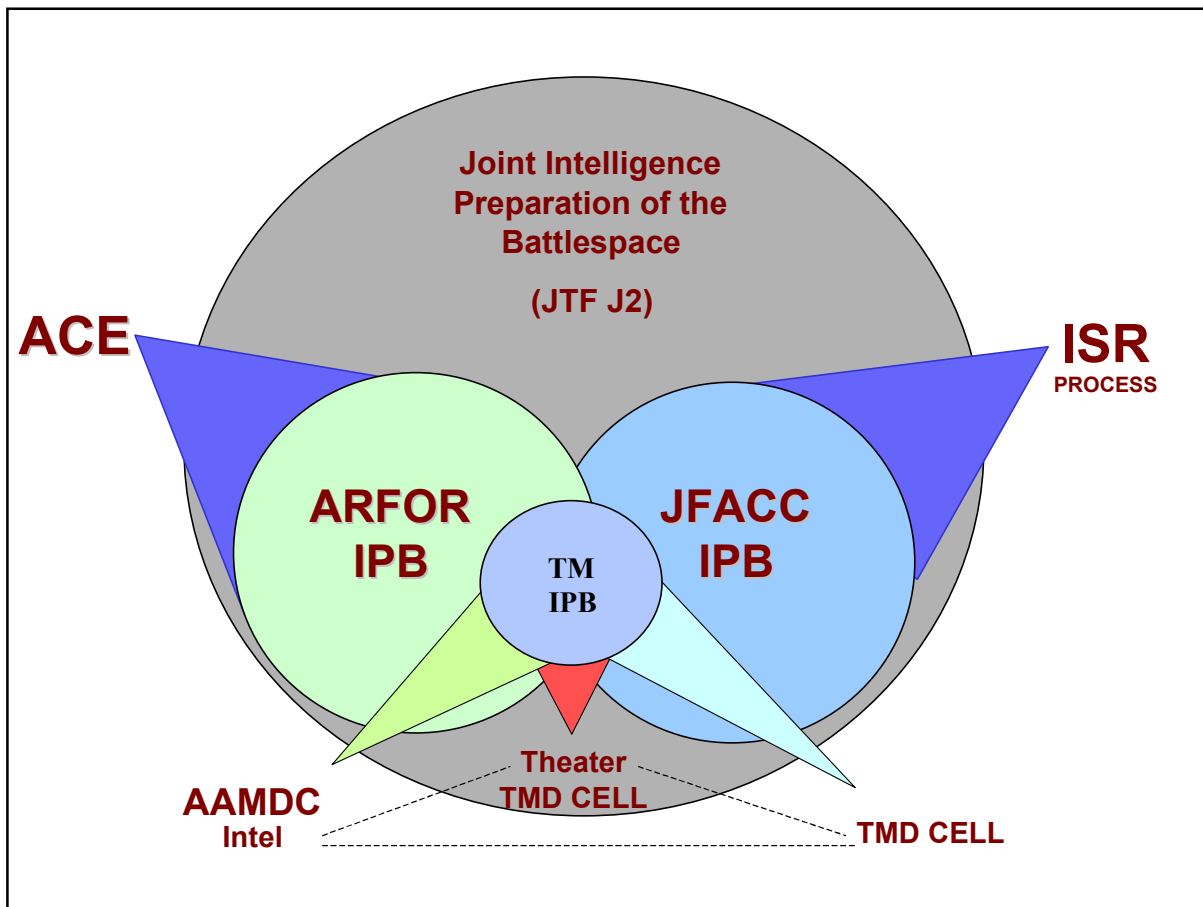 Joint Intelligence
Preparation of the
Battlespace
(JTF J2)
ACE
ISR
PROCESS
ARFOR
IPB
JFACC
IPB
TM
IPB
Theater
TMD CELL
AAMDC
Intel
TMD CELL